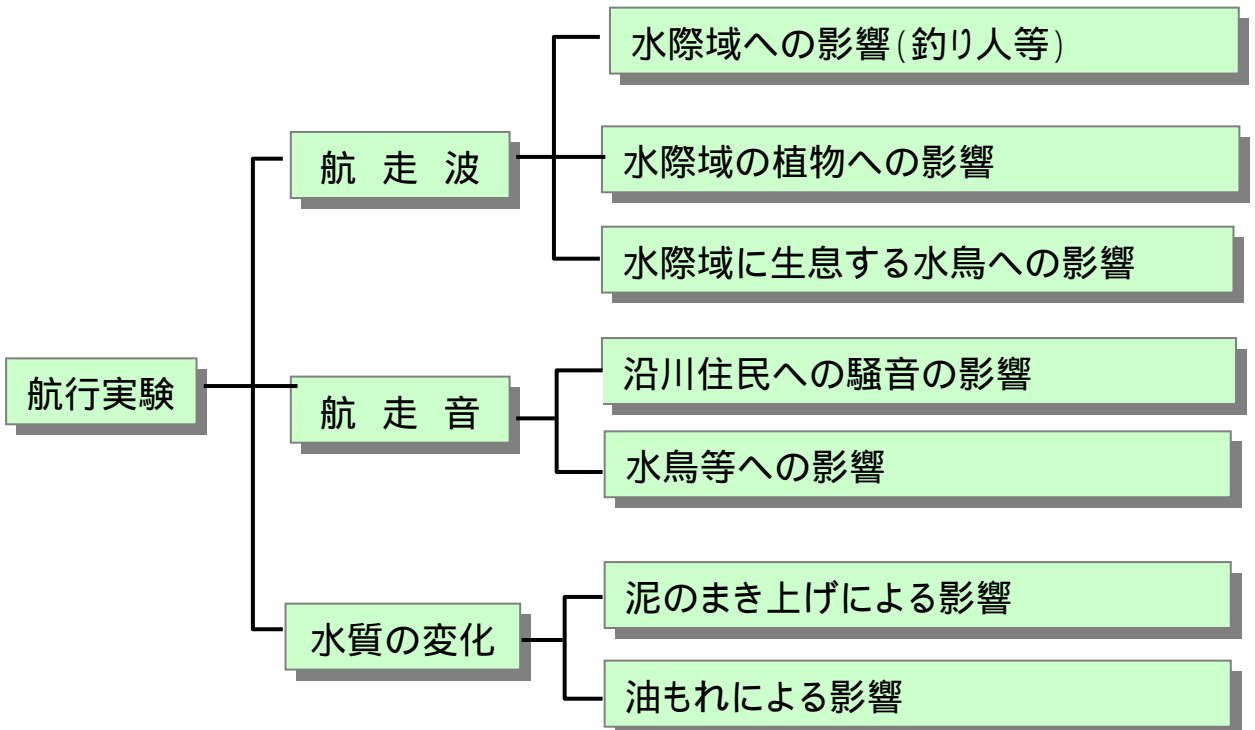 水際域への影響(釣り人等)
航 走 波
水際域の植物への影響
水際域に生息する水鳥への影響
航行実験
沿川住民への騒音の影響
航 走 音
水鳥等への影響
泥のまき上げによる影響
水質の変化
油もれによる影響